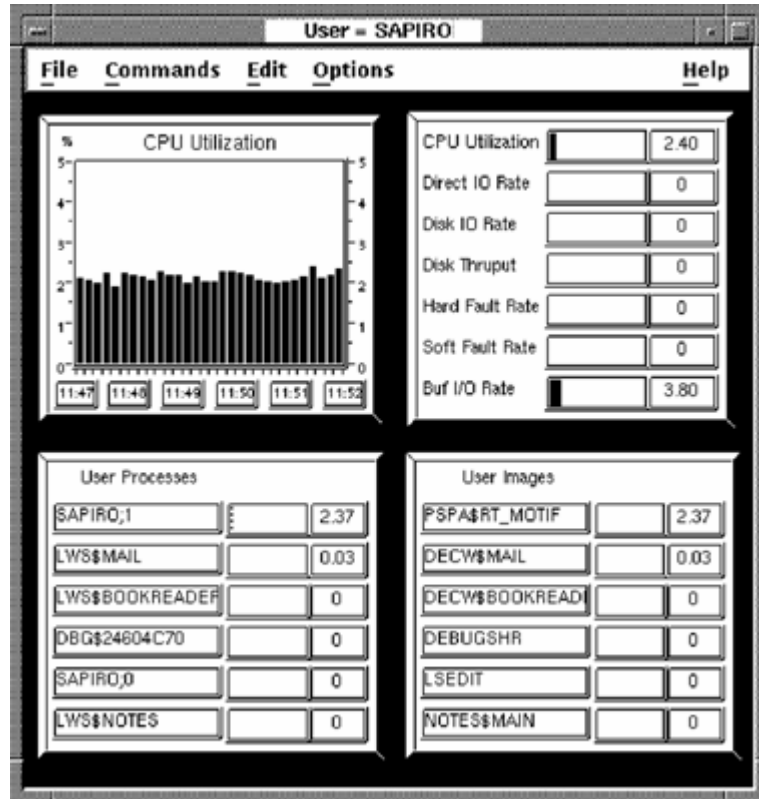 User = SAPIRO
File Commands Edit Options Help
% CPU Utilization
5 5
4 4
3 3
2 2
1 1
0 0
11:47 11:48 11:49 11:50 11:51 11:52
CPU Utilization 2.40
Direct IO Rate 0
Disk IO Rate 0
Disk Thruput 0
Hard Fault Rate 0
Soft Fault Rate 0
Buf I/O Rate 3.80
User Processes
SAPIRO;1 2.37
LWS$MAIL 0.03
LWS$BOOKREADER 0
DBG$24604C70 0
SAPIRO;0 0
LWS$NOTES 0
User Images
PSPA$RT_MOTIF 2.37
DECW$MAIL 0.03
DECW$BOOKREADI 0
DEBUGSHR 0
LSEDIT 0
NOTES$MAIN 0